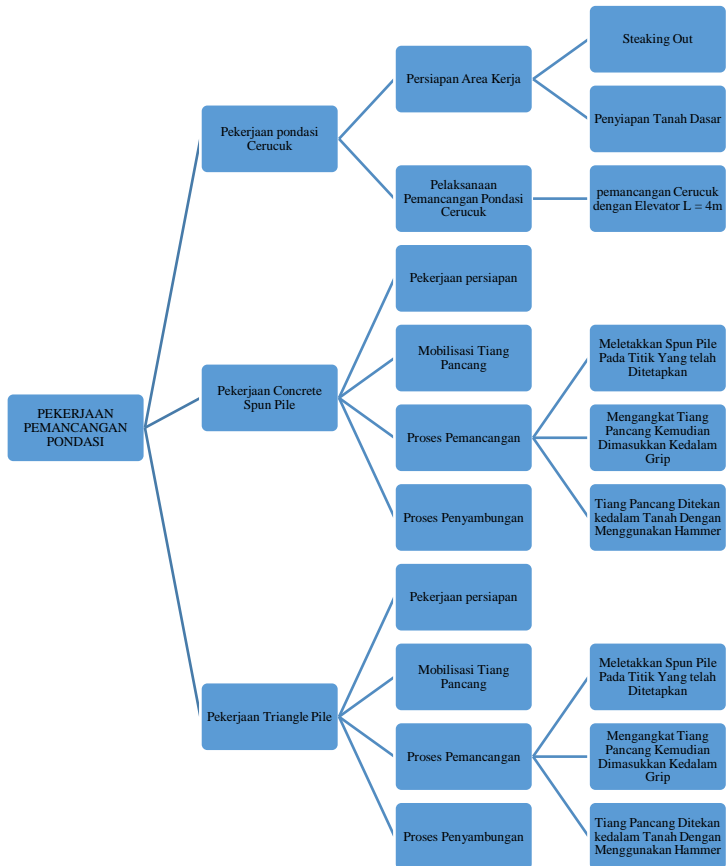 PEKERJAAN
PEMANCANGAN
PONDASI
Pekerjaan pondasi
Cerucuk
Persiapan Area Kerja
Steaking Out
Penyiapan Tanah Dasar
Pelaksanaan
Pemancangan Pondasi
Cerucuk
pemancangan Cerucuk
dengan Elevator L = 4m
Pekerjaan Concrete
Spun Pile
Pekerjaan persiapan
Mobilisasi Tiang
Pancang
Proses Pemancangan
Meletakkan Spun Pile
Pada Titik Yang telah
Ditetapkan
Mengangkat Tiang
Pancang Kemudian
Dimasukkan Kedalam
Grip
Tiang Pancang Ditekan
kedalam Tanah Dengan
Menggunakan Hammer
Proses Penyambungan
Pekerjaan Triangle Pile
Pekerjaan persiapan
Mobilisasi Tiang
Pancang
Proses Pemancangan
Meletakkan Spun Pile
Pada Titik Yang telah
Ditetapkan
Mengangkat Tiang
Pancang Kemudian
Dimasukkan Kedalam
Grip
Tiang Pancang Ditekan
kedalam Tanah Dengan
Menggunakan Hammer
Proses Penyambungan